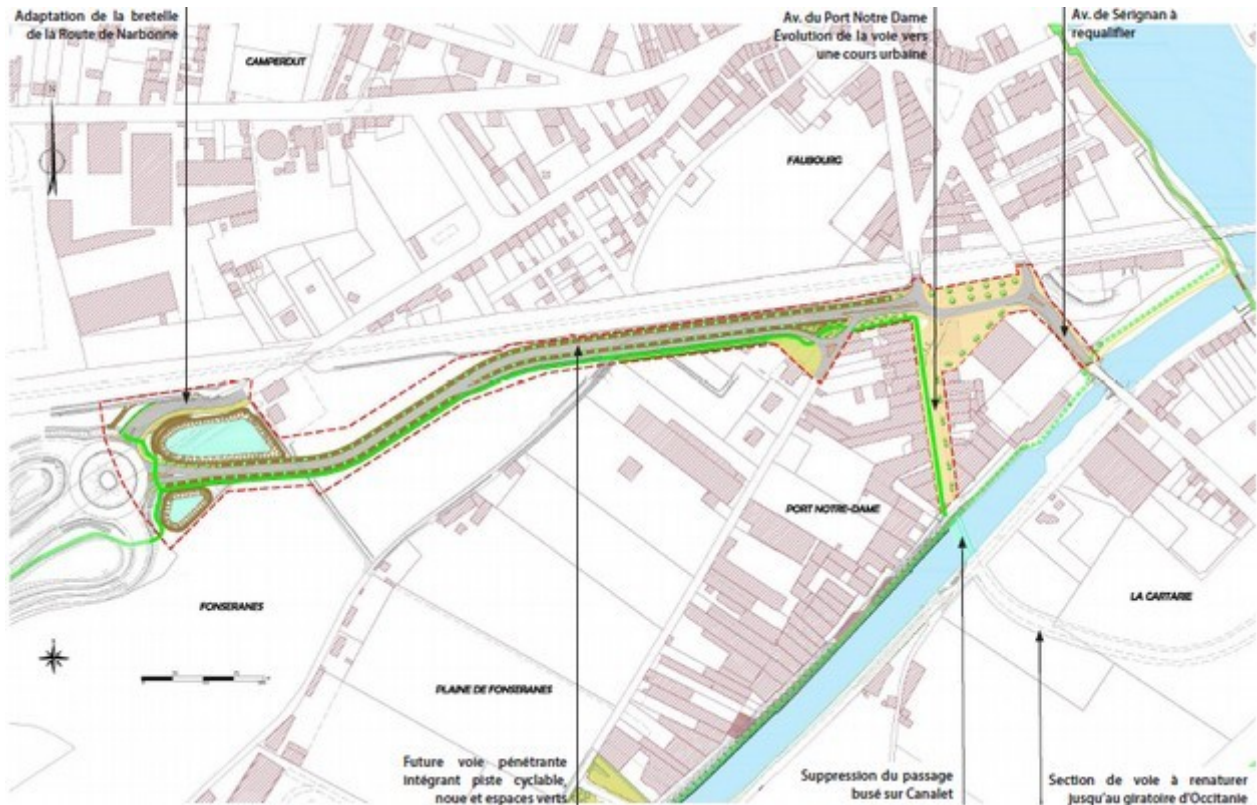 Adaptation de la bretelle
de la Route de Narbonne
Av. du Port Notre Dame
Évolution de la voie vers
une cours urbaine
Av. de Sérignan à
requalifier
CAMPERDUT
FAUBOURG
PORT NOTRE-DAME
FONSERANES
LA CARTARIE
PLAINE DE FONSERANES
Future voie pénétrante
intégrant piste cyclable,
noue et espaces verts
Suppression du passage
busé sur Canalet
Section de voie à renaturer
jusqu'au giratoire d'Occitanie